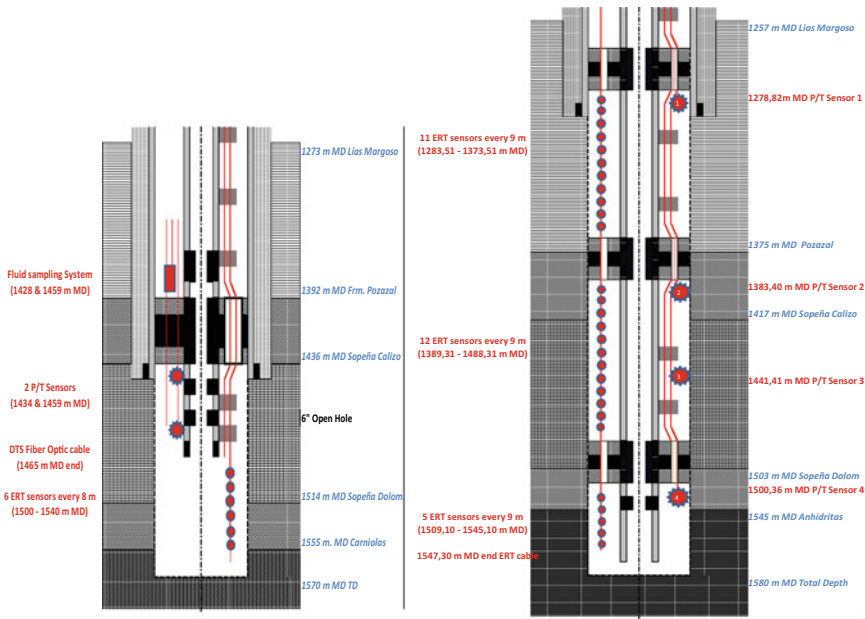 1273 m MD Lías Margoso
Fluid sampling System
(1428 & 1459 m MD)
1392 m MD Frm. Pozazal
1436 m MD Sopeña Calizo
2 P/T Sensors
(1434 & 1459 m MD)
6" Open Hole
DTS Fiber Optic cable
(1465 m MD end)
6 ERT sensors every 8 m
(1500 - 1540 m MD)
1514 m MD Sopeña Dolom
1555 m. MD Carniolas
1570 m MD TD
1257 m MD Lias Margoso
1278,82m MD P/T Sensor 1
1
11 ERT sensors every 9 m
(1283,51 - 1373,51 m MD)
1375 m MD Pozazal
1383,40 m MD P/T Sensor 2
2
1417 m MD Sopeña Calizo
12 ERT sensors every 9 m
(1389,31 - 1488,31 m MD)
3
1441,41 m MD P/T Sensor 3
1503 m MD Sopeña Dolom
1500,36 m MD P/T Sensor 4
4
5 ERT sensors every 9 m
(1509,10 - 1545,10 m MD)
1545 m MD Anhidritas
1547,30 m MD end ERT cable
1580 m MD Total Depth